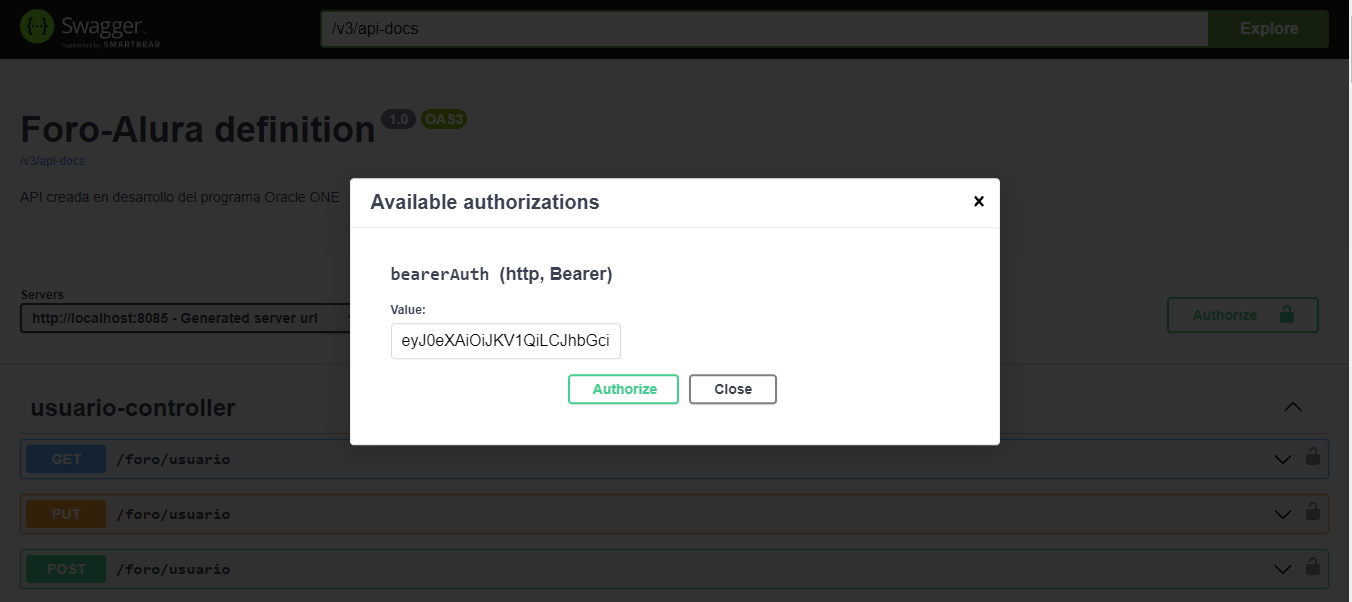 {··} Swagger.
Supported by SMARTBEAR
/v3/api-docs
Explore
Foro-Alura definition 1.0 OAS3
/v3/api-docs
API creada en desarrollo del programa Oracle ONE
Available authorizations
×
bearerAuth (http, Bearer)
Value:
eyJ0eXAiOiJKV1QiLCJhbGci
Authorize
Close
Servers
http://localhost:8085 - Generated server url
Authorize
usuario-controller
GET /foro/usuario
PUT /foro/usuario
POST /foro/usuario